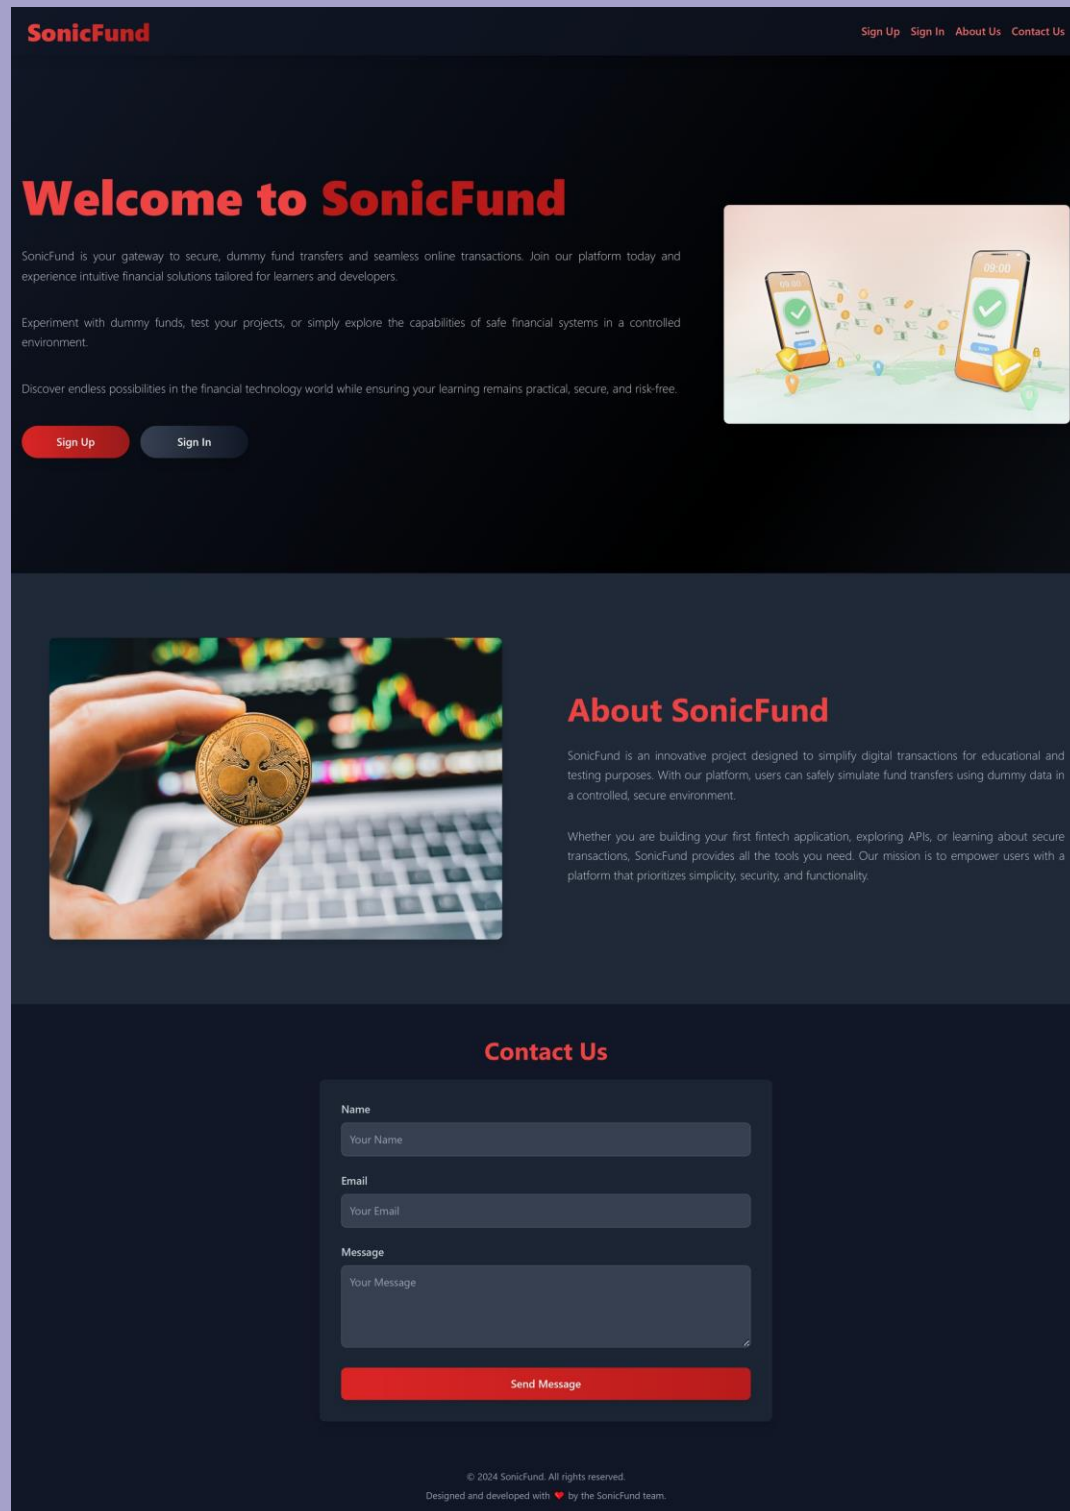 SonicFund
Sign Up Sign In About Us Contact Us
Welcome to SonicFund
SonicFund is your gateway to secure, dummy fund transfers and seamless online transactions. Join our platform today and
experience intuitive financial solutions tailored for learners and developers.
Experiment with dummy funds, test your projects, or simply explore the capabilities of safe financial systems in a controlled
environment.
Discover endless possibilities in the financial technology world while ensuring your learning remains practical, secure, and risk-free.
Sign Up
Sign In
09:00
09:00
About SonicFund
SonicFund is an innovative project designed to simplify digital transactions for educational and
testing purposes. With our platform, users can safely simulate fund transfers using dummy data in
a controlled, secure environment.
Whether you are building your first fintech application, exploring APIs, or learning about secure
transactions, SonicFund provides all the tools you need. Our mission is to empower users with a
platform that prioritizes simplicity, security, and functionality.
Contact Us
Name
Your Name
Email
Your Email
Message
Your Message
Send Message
© 2024 SonicFund. All rights reserved.
Designed and developed with ❤ by the SonicFund team.